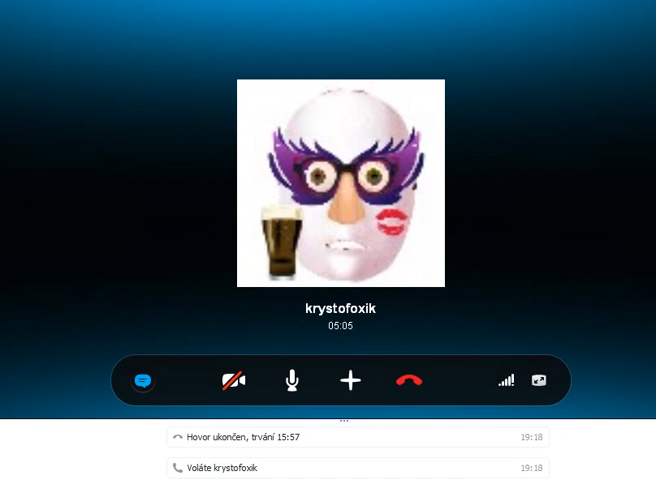 krystofoxik
05:05
Hovor ukončen, trvání 15:57 19:18
Voláte krystofoxik 19:18